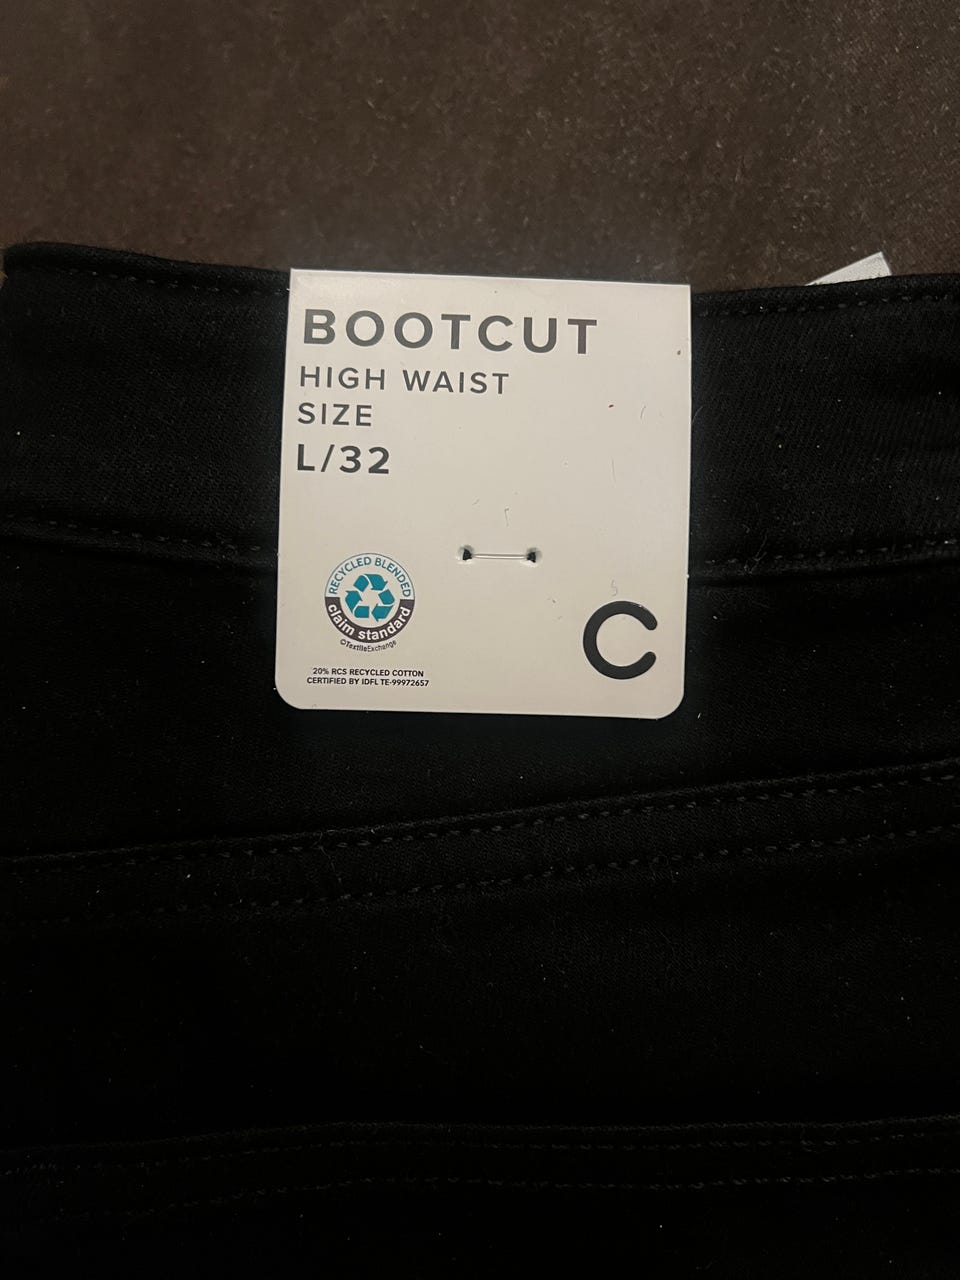 BOOTCUT
HIGH WAIST
SIZE
L/32
RECYCLED BLENDED
claim standard
©TextileExchange
20% RCS RECYCLED COTTON
CERTIFIED BY IDFL TE-99972657
C